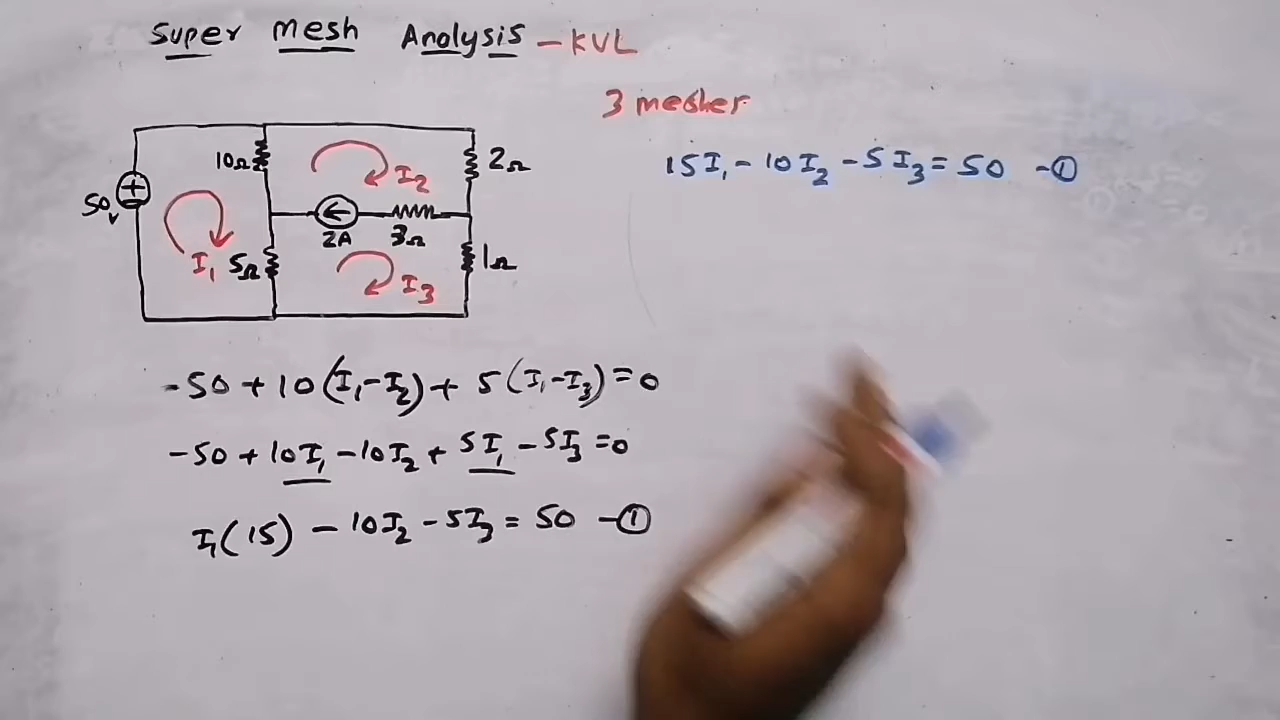 Super Mesh Analysis - KVL
3 meshes
10Ω
2Ω
I2
50v
2A
3Ω
I1
5Ω
1Ω
I3
15I1 - 10I2 - 5I3 = 50 - ①
-50 + 10(I1 - I2) + 5(I1 - I3) = 0
-50 + 10I1 - 10I2 + 5I1 - 5I3 = 0
I1(15) - 10I2 - 5I3 = 50 - ①